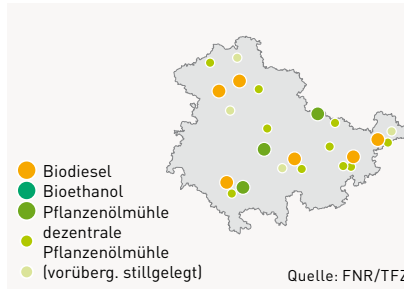 Biodiesel
Bioethanol
Pflanzenölmühle
dezentrale
Pflanzenölmühle
(vorüberg. stillgelegt)
Quelle: FNR/TFZ